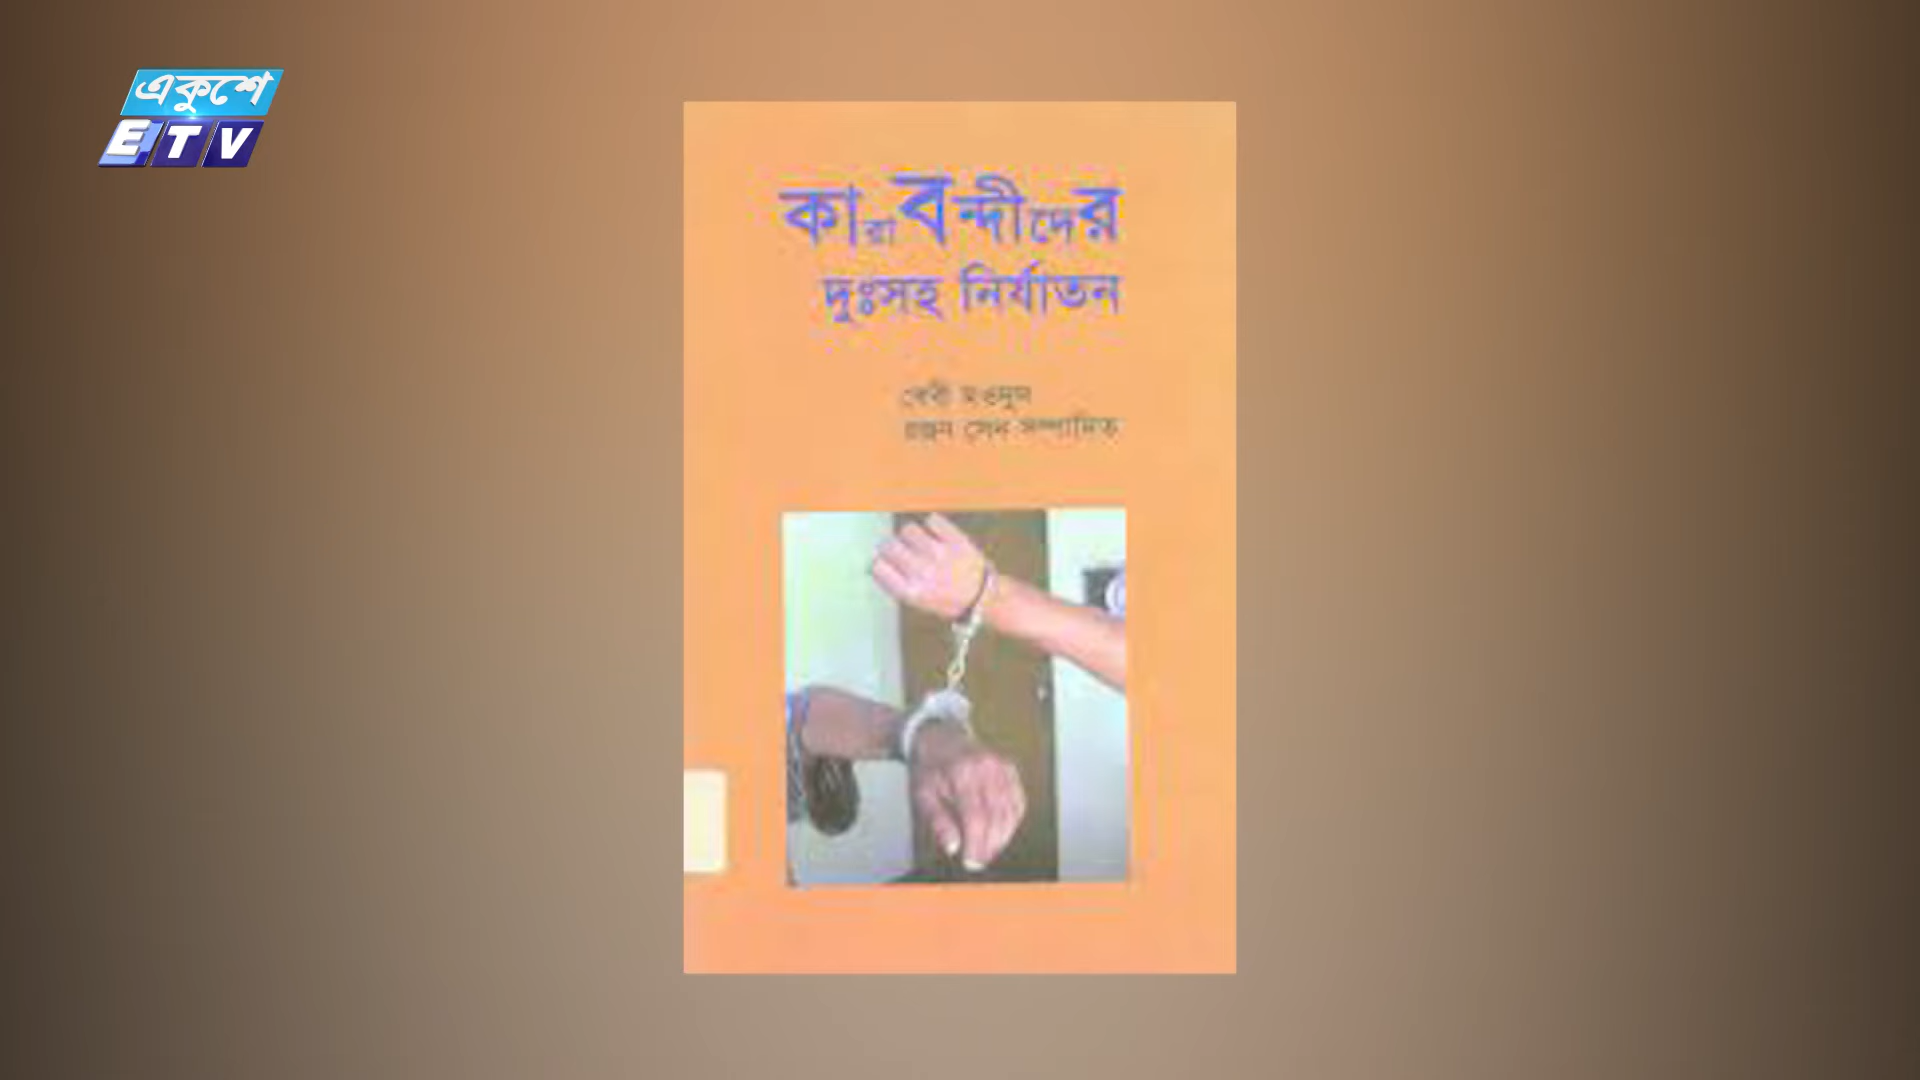 একুশে
ETV
কারাবন্দীদের
দুঃসহ নির্যাতন
বেবী মওদুদ
রঞ্জন সেন সম্পাদিত